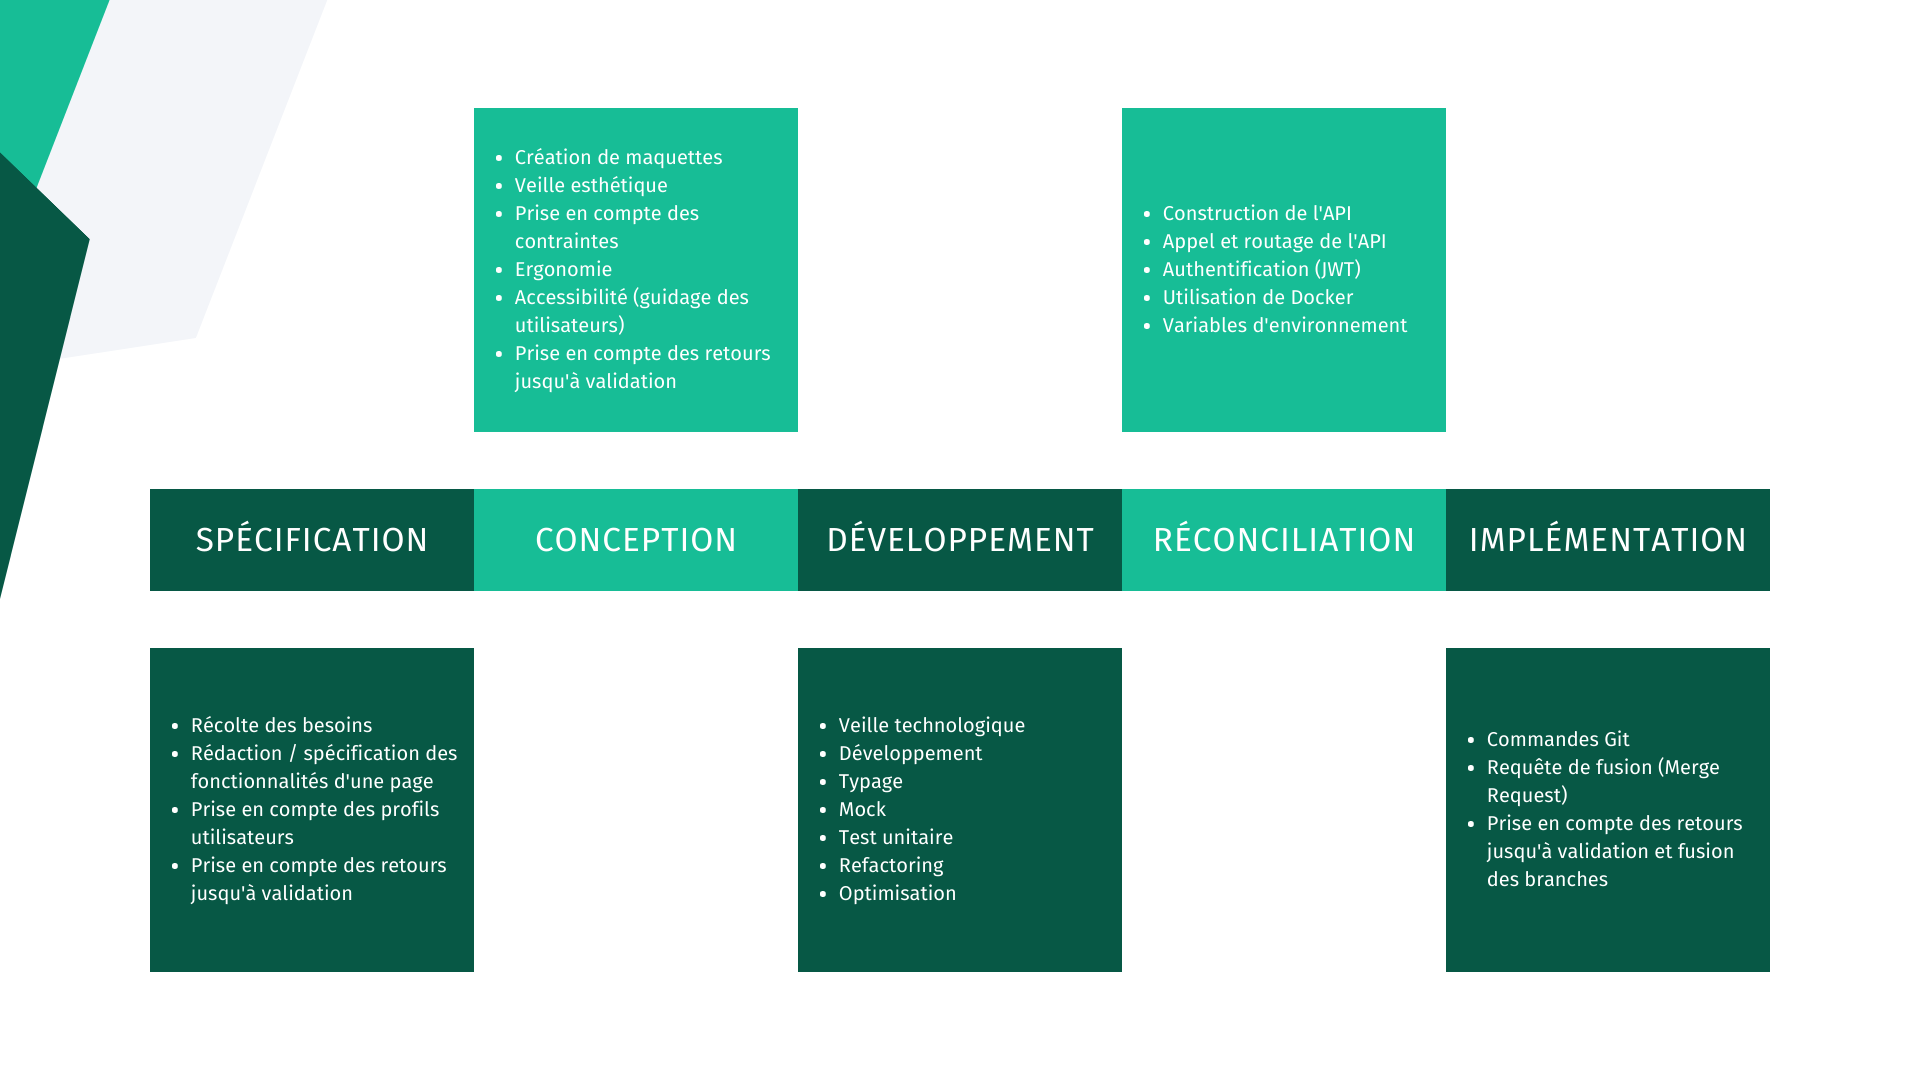 • Création de maquettes
• Veille esthétique
• Prise en compte des
contraintes
• Ergonomie
• Accessibilité (guidage des
utilisateurs)
• Prise en compte des retours
jusqu'à validation
• Construction de l'API
• Appel et routage de l'API
• Authentification (JWT)
• Utilisation de Docker
• Variables d'environnement
SPÉCIFICATION
CONCEPTION
DÉVELOPPEMENT
RÉCONCILIATION
IMPLÉMENTATION
• Récolte des besoins
• Rédaction / spécification des
fonctionnalités d'une page
• Prise en compte des profils
utilisateurs
• Prise en compte des retours
jusqu'à validation
• Veille technologique
• Développement
• Typage
• Mock
• Test unitaire
• Refactoring
• Optimisation
• Commandes Git
• Requête de fusion (Merge
Request)
• Prise en compte des retours
jusqu'à validation et fusion
des branches